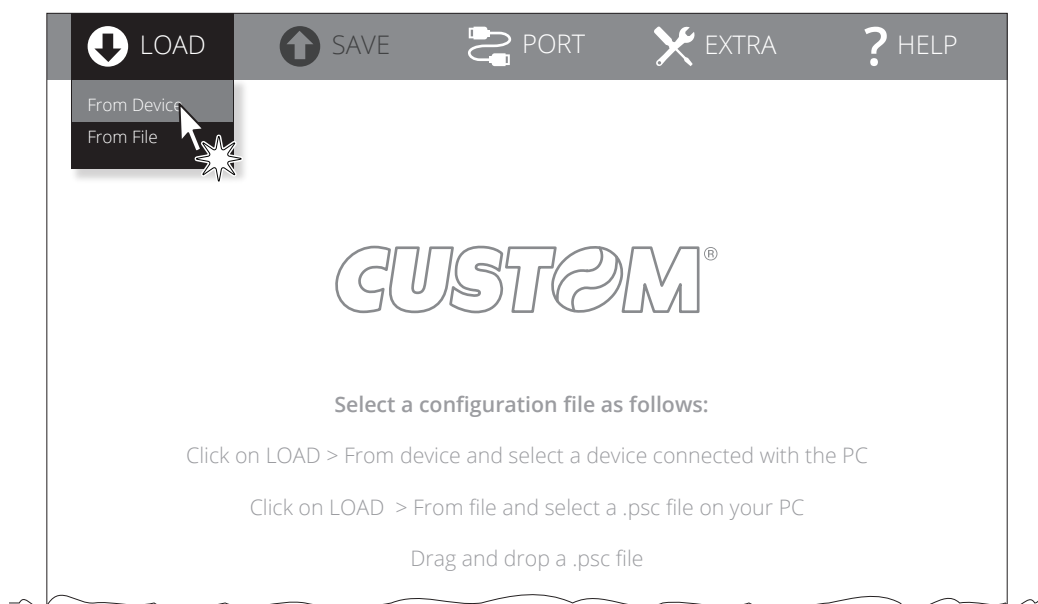 LOAD SAVE PORT EXTRA ? HELP
From Device
From File
CUSTOM®
Select a configuration file as follows:
Click on LOAD > From device and select a device connected with the PC
Click on LOAD > From file and select a .psc file on your PC
Drag and drop a .psc file